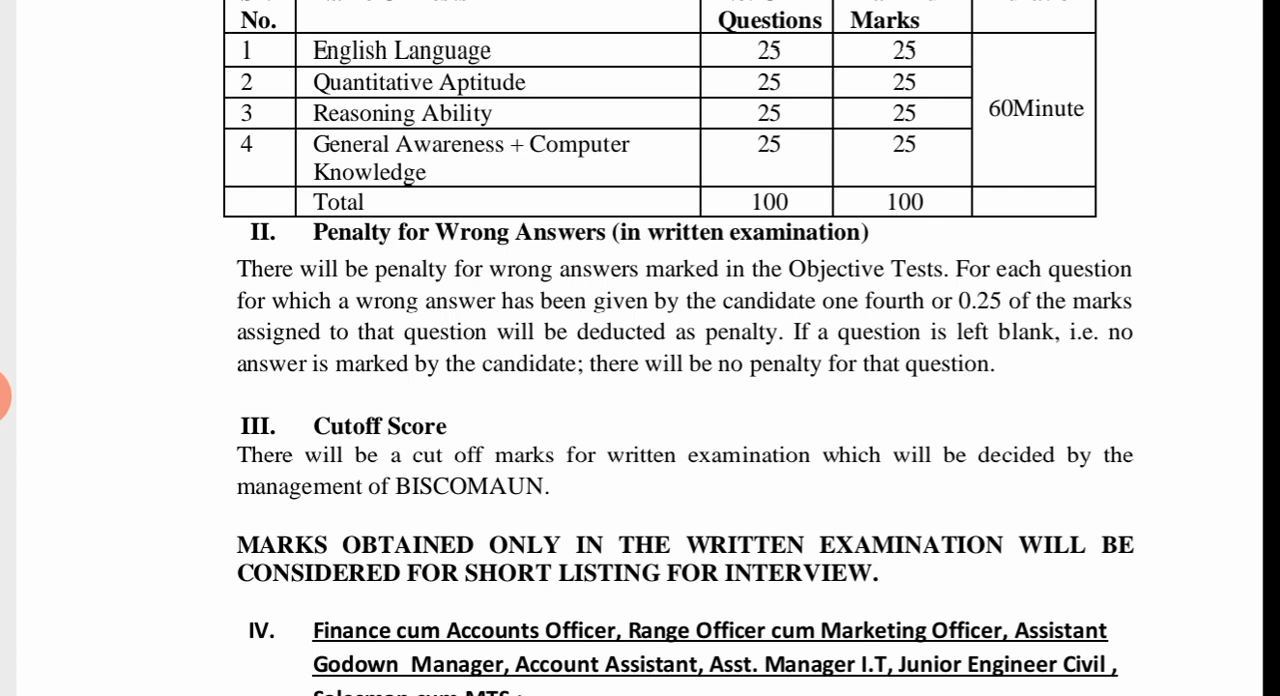 No. Questions Marks
1 English Language 25 25
2 Quantitative Aptitude 25 25
60Minute
3 Reasoning Ability 25 25
4 General Awareness + Computer 25 25
Knowledge
Total 100 100
II. Penalty for Wrong Answers (in written examination)
There will be penalty for wrong answers marked in the Objective Tests. For each question
for which a wrong answer has been given by the candidate one fourth or 0.25 of the marks
assigned to that question will be deducted as penalty. If a question is left blank, i.e. no
answer is marked by the candidate; there will be no penalty for that question.
III. Cutoff Score
There will be a cut off marks for written examination which will be decided by the
management of BISCOMAUN.
MARKS OBTAINED ONLY IN THE WRITTEN EXAMINATION WILL BE
CONSIDERED FOR SHORT LISTING FOR INTERVIEW.
IV. Finance cum Accounts Officer, Range Officer cum Marketing Officer, Assistant
Godown Manager, Account Assistant, Asst. Manager I.T, Junior Engineer Civil ,
Salesman cum MTS :